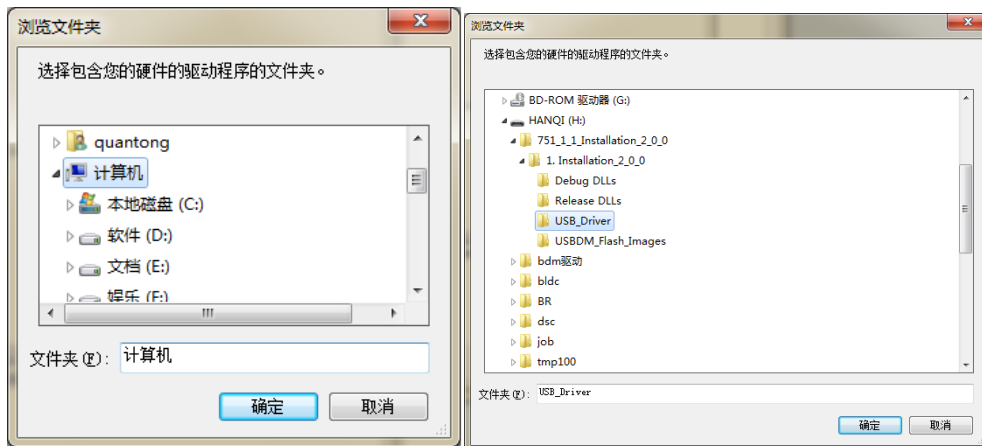 浏览文件夹
选择包含您的硬件的驱动程序的文件夹。
quantong
计算机
本地磁盘 (C:)
软件 (D:)
文档 (E:)
娱乐 (F:)
文件夹(F): 计算机
确定 取消
浏览文件夹
选择包含您的硬件的驱动程序的文件夹。
BD-ROM 驱动器 (G:)
HANQI (H:)
751_1_1_Installation_2_0_0
1. Installation_2_0_0
Debug DLLs
Release DLLs
USB_Driver
USBDM_Flash_Images
bdm驱动
bldc
BR
dsc
job
tmp100
文件夹(F): USB_Driver
确定 取消